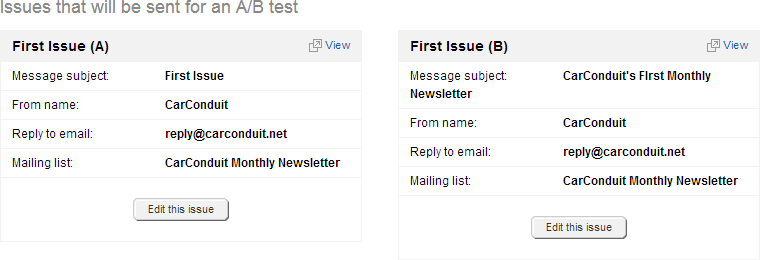 Issues that will be sent for an A/B test
First Issue (A) View
Message subject: First Issue
From name: CarConduit
Reply to email: reply@carconduit.net
Mailing list: CarConduit Monthly Newsletter
Edit this issue
First Issue (B) View
Message subject: CarConduit's FIrst Monthly
Newsletter
From name: CarConduit
Reply to email: reply@carconduit.net
Mailing list: CarConduit Monthly Newsletter
Edit this issue